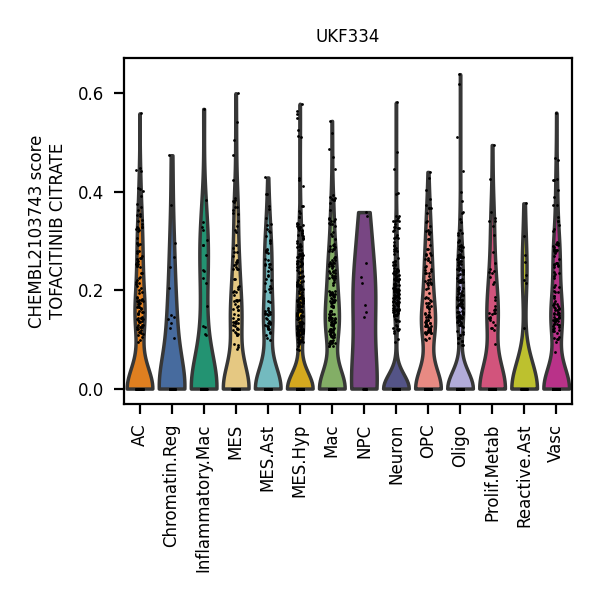 UKF334
CHEMBL2103743 score
TOFACITINIB CITRATE
0.6
0.4
0.2
0.0
AC
Chromatin.Reg
Inflammatory.Mac
MES
MES.Ast
MES.Hyp
Mac
NPC
Neuron
OPC
Oligo
Prolif.Metab
Reactive.Ast
Vasc